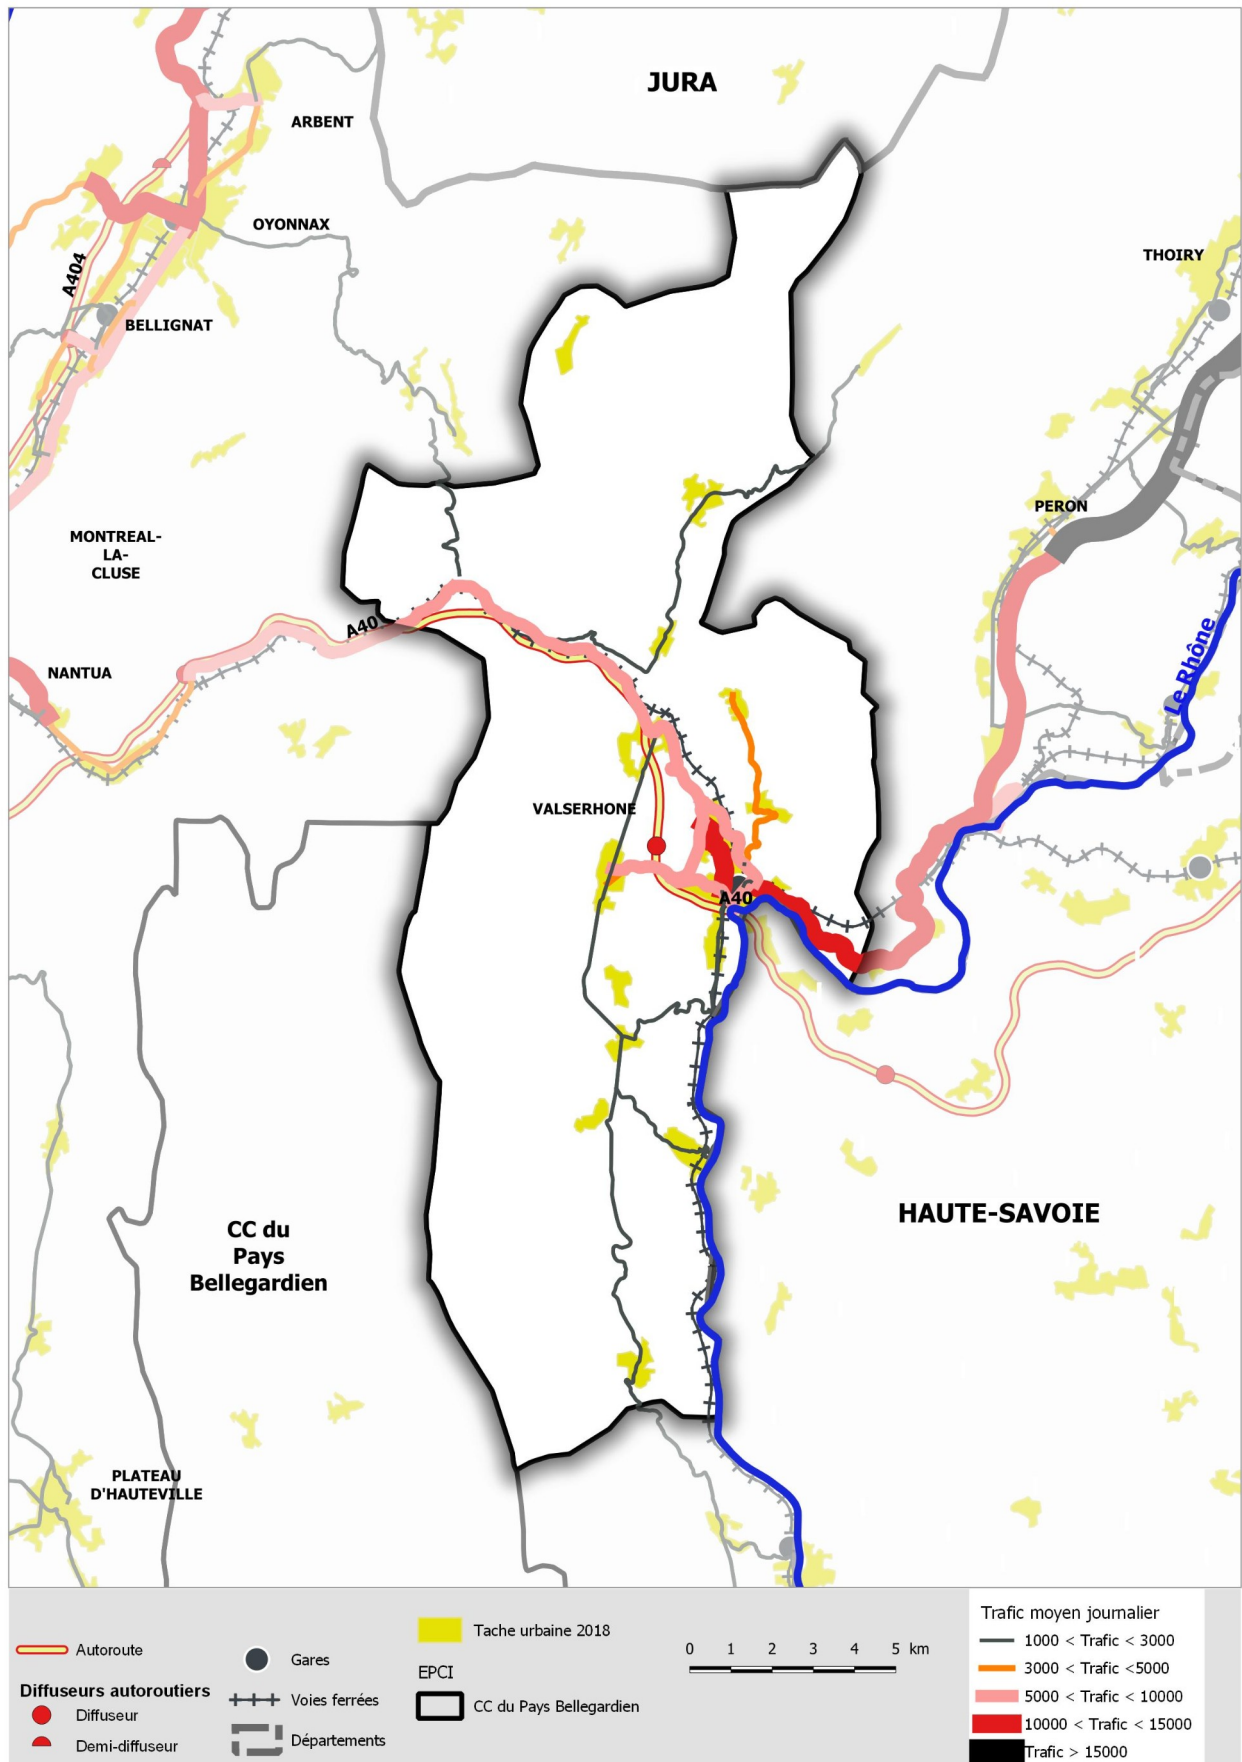 JURA
ARBENT
OYONNAX
THOIRY
A404
BELLIGNAT
PERON
MONTREAL-
LA-
CLUSE
A40
Le Rhône
NANTUA
VALSERHONE
A40
HAUTE-SAVOIE
CC du
Pays
Bellegardien
PLATEAU
D'HAUTEVILLE
Autoroute
Diffuseurs autoroutiers
Diffuseur
Demi-diffuseur
Gares
Voies ferrées
Départements
Tache urbaine 2018
EPCI
CC du Pays Bellegardien
0 1 2 3 4 5 km
Trafic moyen journalier
1000 < Trafic < 3000
3000 < Trafic <5000
5000 < Trafic < 10000
10000 < Trafic < 15000
Trafic > 15000